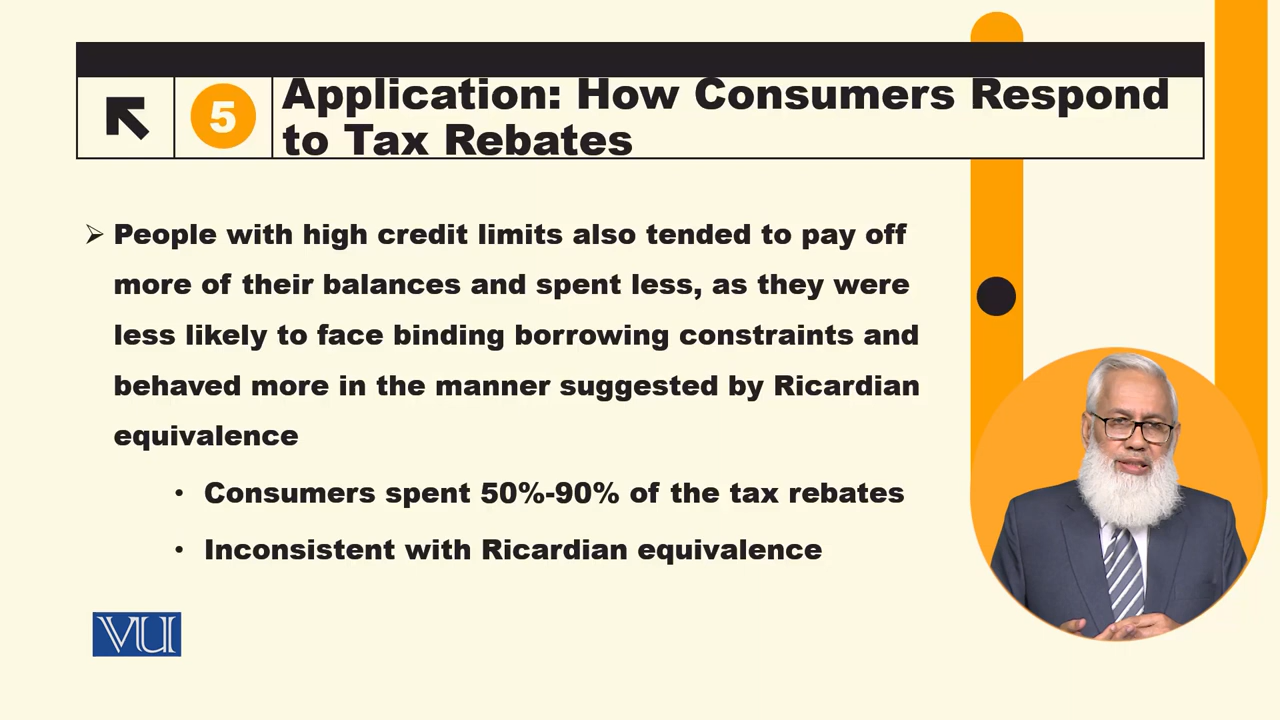 5
Application: How Consumers Respond
to Tax Rebates
➢ People with high credit limits also tended to pay off
more of their balances and spent less, as they were
less likely to face binding borrowing constraints and
behaved more in the manner suggested by Ricardian
equivalence
• Consumers spent 50%-90% of the tax rebates
• Inconsistent with Ricardian equivalence
VU